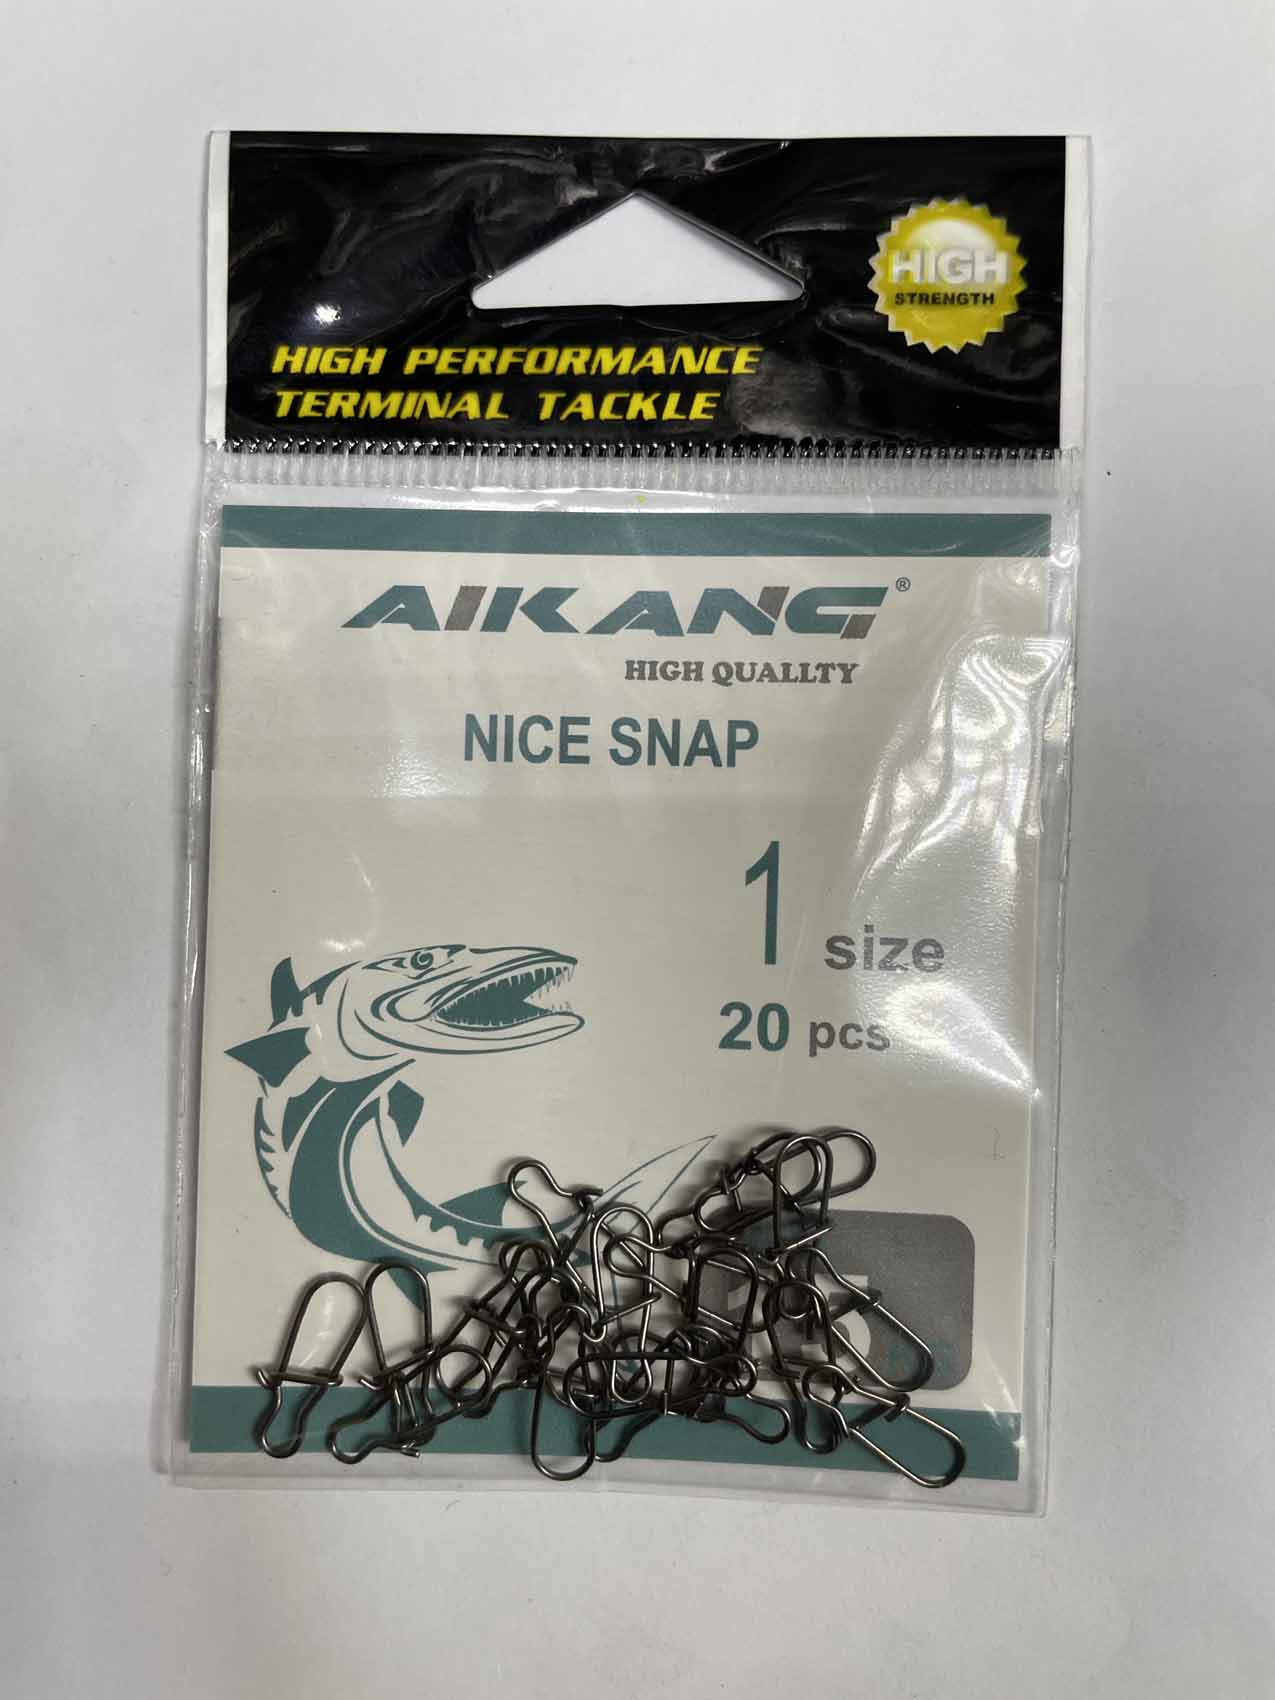 HIGH
STRENGTH
HIGH PERFORMANCE
TERMINAL TACKLE
AIKANG®
HIGH QUALLTY
NICE SNAP
1 size
20 pcs